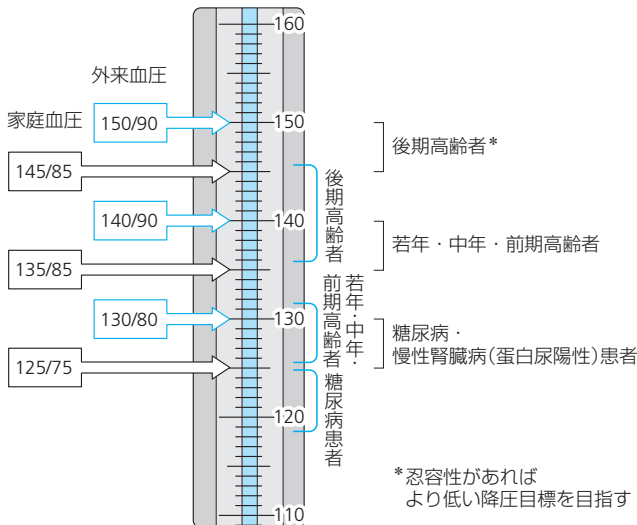 160
外来血圧
家庭血圧
150/90
150
後期高齢者*
145/85
後期高齢者
140/90
140
若年・中年・前期高齢者
135/85
若年・中年・
前期高齢者
130/80
130
糖尿病・
慢性腎臓病(蛋白尿陽性)患者
125/75
糖尿病患者
120
*忍容性があれば
より低い降圧目標を目指す
110